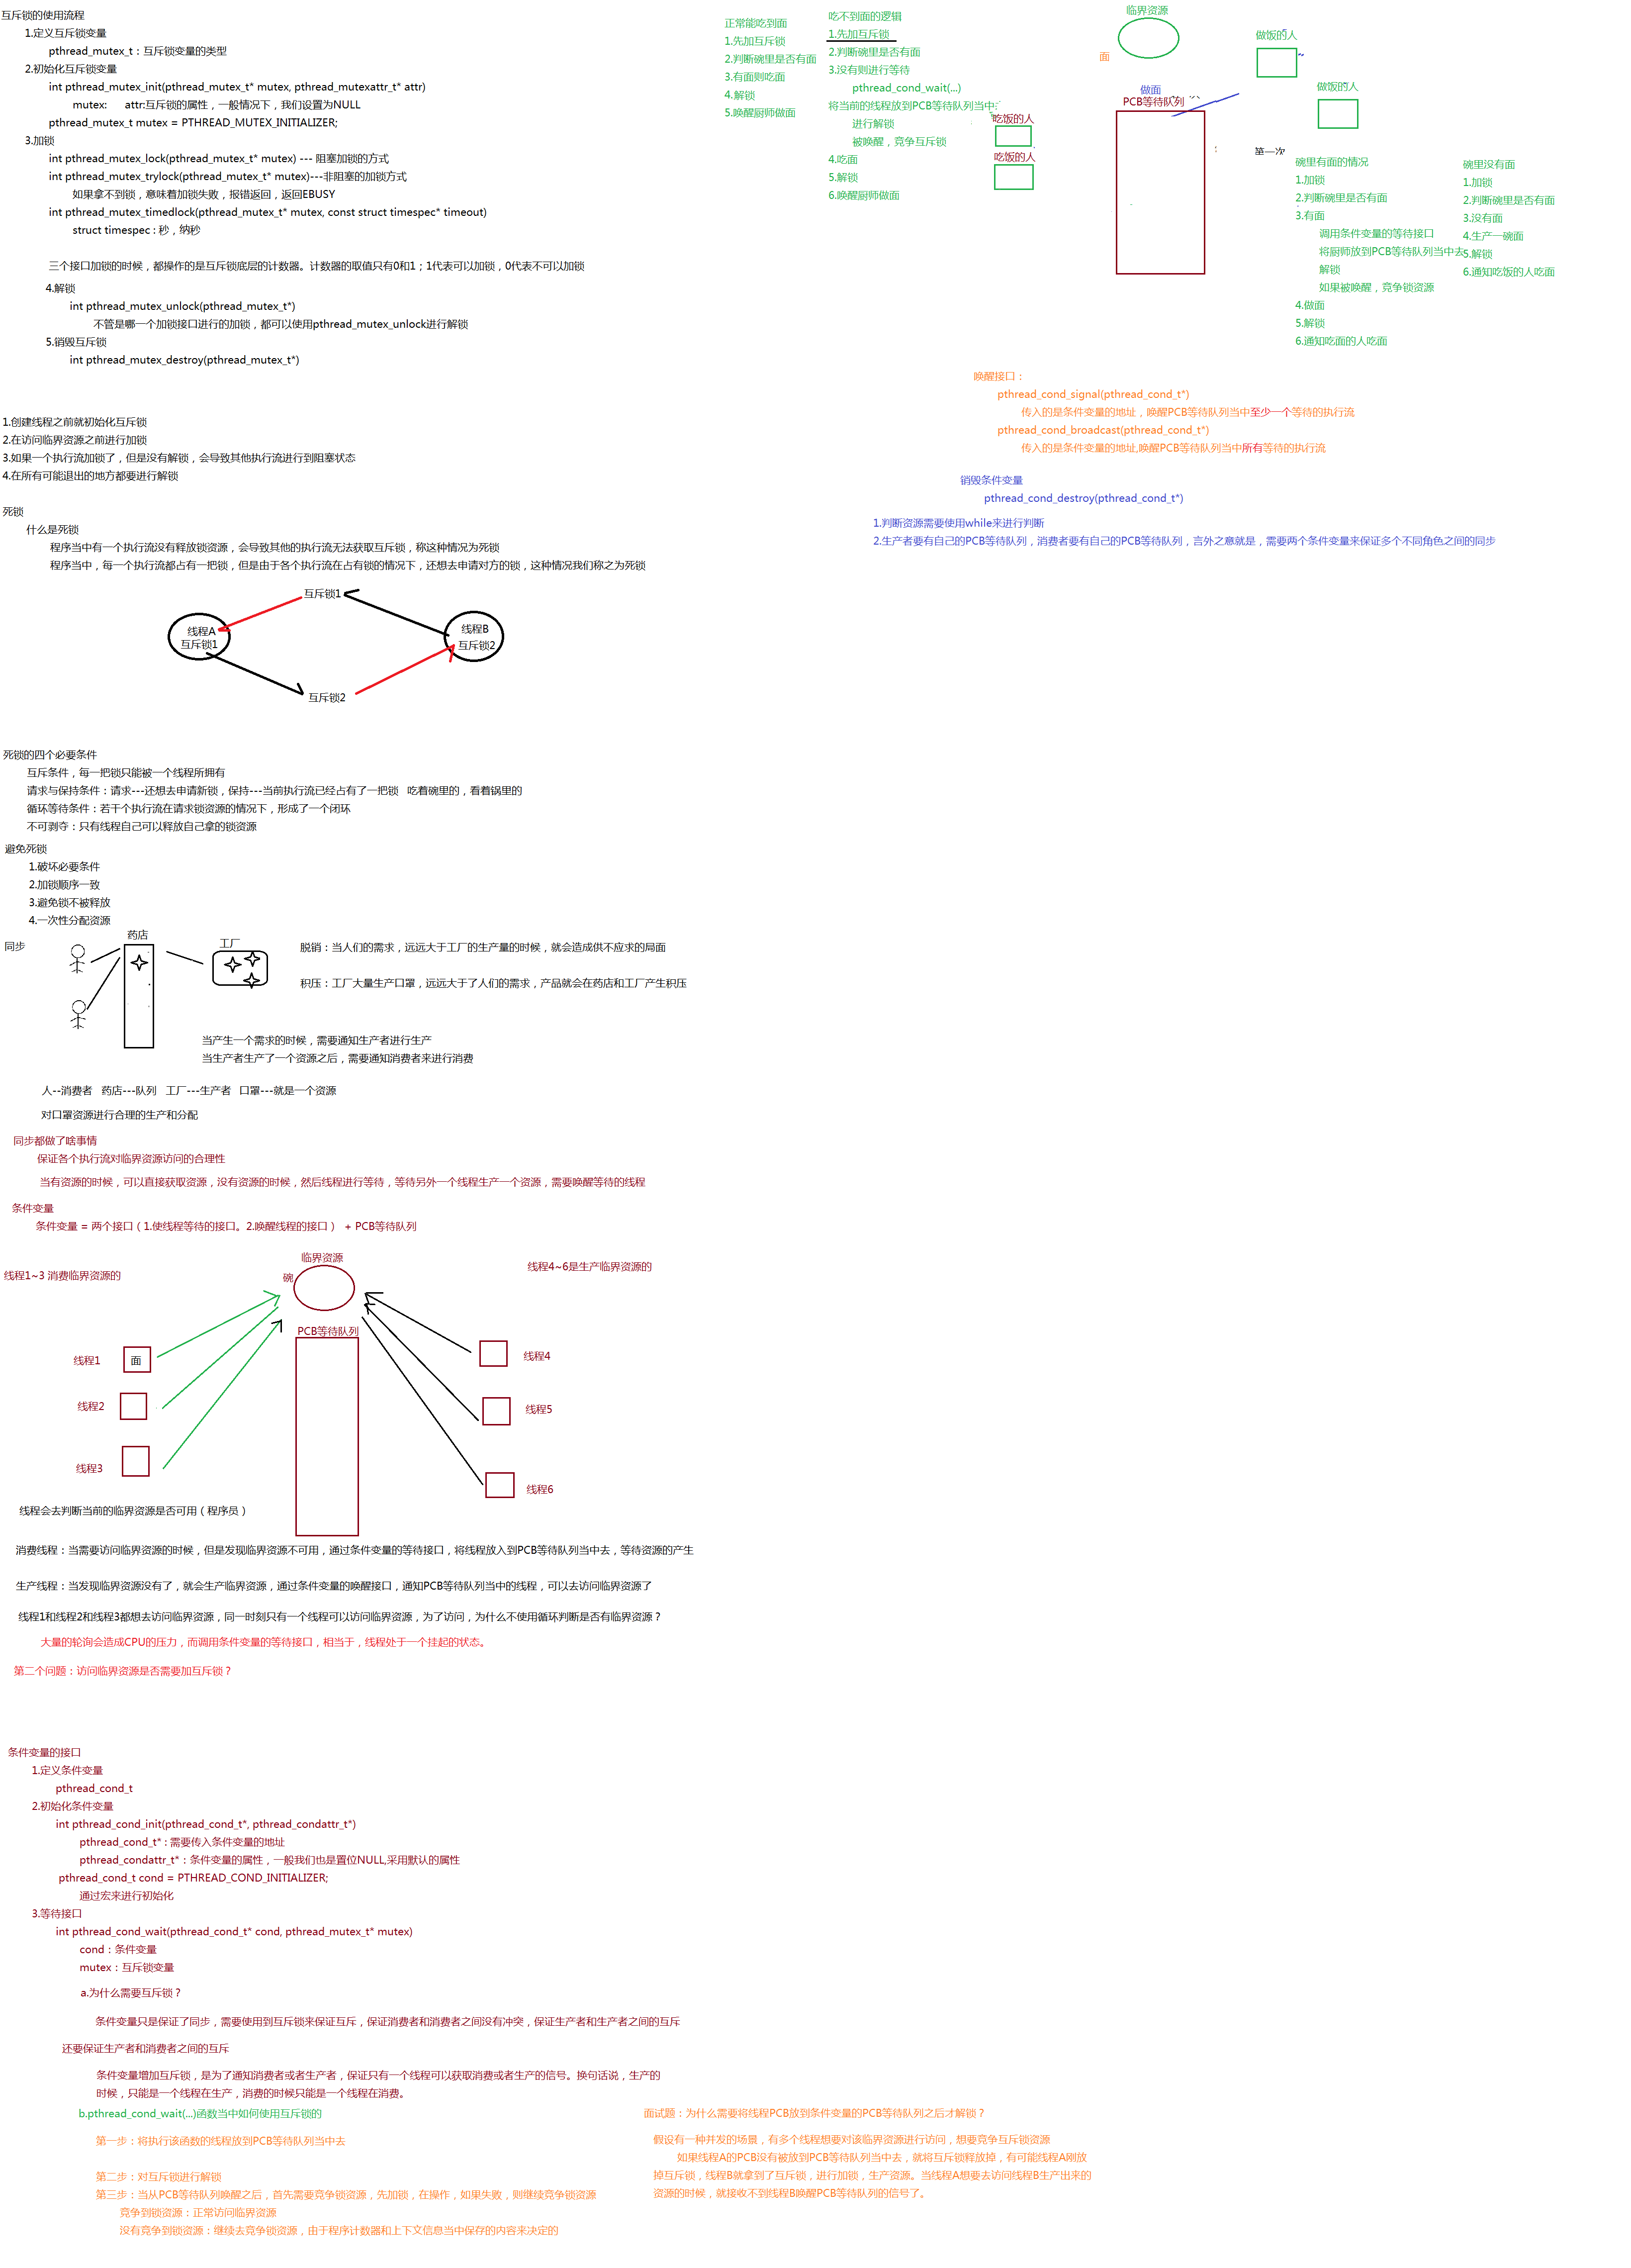 互斥锁的使用流程
1.定义互斥锁变量
pthread_mutex_t：互斥锁变量的类型
2.初始化互斥锁变量
int pthread_mutex_init(pthread_mutex_t* mutex, pthread_mutexattr_t* attr)
mutex: attr:互斥锁的属性，一般情况下，我们设置为NULL
pthread_mutex_t mutex = PTHREAD_MUTEX_INITIALIZER;
3.加锁
int pthread_mutex_lock(pthread_mutex_t* mutex) --- 阻塞加锁的方式
int pthread_mutex_trylock(pthread_mutex_t* mutex)---非阻塞的加锁方式
如果拿不到锁，意味着加锁失败，报错返回，返回EBUSY
int pthread_mutex_timedlock(pthread_mutex_t* mutex, const struct timespec* timeout)
struct timespec : 秒，纳秒
三个接口加锁的时候，都操作的是互斥锁底层的计数器。计数器的取值只有0和1；1代表可以加锁，0代表不可以加锁
4.解锁
int pthread_mutex_unlock(pthread_mutex_t*)
不管是哪一个加锁接口进行的加锁，都可以使用pthread_mutex_unlock进行解锁
5.销毁互斥锁
int pthread_mutex_destroy(pthread_mutex_t*)
1.创建线程之前就初始化互斥锁
2.在访问临界资源之前进行加锁
3.如果一个执行流加锁了，但是没有解锁，会导致其他执行流进行到阻塞状态
4.在所有可能退出的地方都要进行解锁
死锁
什么是死锁
程序当中有一个执行流没有释放锁资源，会导致其他的执行流无法获取互斥锁，称这种情况为死锁
程序当中，每一个执行流都占有一把锁，但是由于各个执行流在占有锁的情况下，还想去申请对方的锁，这种情况我们称之为死锁
互斥锁1
线程A
互斥锁1
线程B
互斥锁2
互斥锁2
死锁的四个必要条件
互斥条件，每一把锁只能被一个线程所拥有
请求与保持条件：请求---还想去申请新锁，保持---当前执行流已经占有了一把锁 吃着碗里的，看着锅里的
循环等待条件：若干个执行流在请求锁资源的情况下，形成了一个闭环
不可剥夺：只有线程自己可以释放自己拿的锁资源
避免死锁
1.破坏必要条件
2.加锁顺序一致
3.避免锁不被释放
4.一次性分配资源
同步
药店
工厂
脱销：当人们的需求，远远大于工厂的生产量的时候，就会造成供不应求的局面
积压：工厂大量生产口罩，远远大于了人们的需求，产品就会在药店和工厂产生积压
当产生一个需求的时候，需要通知生产者进行生产
当生产者生产了一个资源之后，需要通知消费者来进行消费
人--消费者 药店---队列 工厂---生产者 口罩---就是一个资源
对口罩资源进行合理的生产和分配
同步都做了啥事情
保证各个执行流对临界资源访问的合理性
当有资源的时候，可以直接获取资源，没有资源的时候，然后线程进行等待，等待另外一个线程生产一个资源，需要唤醒等待的线程
条件变量
条件变量 = 两个接口（1.使线程等待的接口。2.唤醒线程的接口） + PCB等待队列
临界资源
碗
线程1~3 消费临界资源的
线程4~6是生产临界资源的
PCB等待队列
线程1
面
线程2
线程3
线程4
线程5
线程6
线程会去判断当前的临界资源是否可用（程序员）
消费线程：当需要访问临界资源的时候，但是发现临界资源不可用，通过条件变量的等待接口，将线程放入到PCB等待队列当中去，等待资源的产生
生产线程：当发现临界资源没有了，就会生产临界资源，通过条件变量的唤醒接口，通知PCB等待队列当中的线程，可以去访问临界资源了
线程1和线程2和线程3都想去访问临界资源，同一时刻只有一个线程可以访问临界资源，为了访问，为什么不使用循环判断是否有临界资源？
大量的轮询会造成CPU的压力，而调用条件变量的等待接口，相当于，线程处于一个挂起的状态。
第二个问题：访问临界资源是否需要加互斥锁？
条件变量的接口
1.定义条件变量
pthread_cond_t
2.初始化条件变量
int pthread_cond_init(pthread_cond_t*, pthread_condattr_t*)
pthread_cond_t* : 需要传入条件变量的地址
pthread_condattr_t* : 条件变量的属性，一般我们也是置位NULL,采用默认的属性
pthread_cond_t cond = PTHREAD_COND_INITIALIZER;
通过宏来进行初始化
3.等待接口
int pthread_cond_wait(pthread_cond_t* cond, pthread_mutex_t* mutex)
cond：条件变量
mutex：互斥锁变量
a.为什么需要互斥锁？
条件变量只是保证了同步，需要使用到互斥锁来保证互斥，保证消费者和消费者之间没有冲突，保证生产者和生产者之间的互斥
还要保证生产者和消费者之间的互斥
条件变量增加互斥锁，是为了通知消费者或者生产者，保证只有一个线程可以获取消费或者生产的信号。换句话说，生产的
时候，只能是一个线程在生产，消费的时候只能是一个线程在消费。
b.pthread_cond_wait(...)函数当中如何使用互斥锁的
第一步：将执行该函数的线程放到PCB等待队列当中去
第二步：对互斥锁进行解锁
第三步：当从PCB等待队列唤醒之后，首先需要竞争锁资源，先加锁，在操作，如果失败，则继续竞争锁资源
竞争到锁资源：正常访问临界资源
没有竞争到锁资源：继续去竞争锁资源，由于程序计数器和上下文信息当中保存的内容来决定的
面试题：为什么需要将线程PCB放到条件变量的PCB等待队列之后才解锁？
假设有一种并发的场景，有多个线程想要对该临界资源进行访问，想要竞争互斥锁资源
如果线程A的PCB没有被放到PCB等待队列当中去，就将互斥锁释放掉，有可能线程A刚放
掉互斥锁，线程B就拿到了互斥锁，进行加锁，生产资源。当线程A想要去访问线程B生产出来的
资源的时候，就接收不到线程B唤醒PCB等待队列的信号了。
正常能吃到面
1.先加互斥锁
2.判断碗里是否有面
3.有面则吃面
4.解锁
5.唤醒厨师做面
吃不到面的逻辑
1.先加互斥锁
2.判断碗里是否有面
3.没有则进行等待
pthread_cond_wait(...)
将当前的线程放到PCB等待队列当中
进行解锁
被唤醒，竞争互斥锁
4.吃面
5.解锁
6.唤醒厨师做面
吃饭的人
吃饭的人
临界资源
面
做面
PCB等待队列
做饭的人
做饭的人
第一次
碗里有面的情况
1.加锁
2.判断碗里是否有面
3.有面
调用条件变量的等待接口
将厨师放到PCB等待队列当中去
解锁
如果被唤醒，竞争锁资源
4.做面
5.解锁
6.通知吃面的人吃面
碗里没有面
1.加锁
2.判断碗里是否有面
3.没有面
4.生产一碗面
5.解锁
6.通知吃饭的人吃面
唤醒接口：
pthread_cond_signal(pthread_cond_t*)
传入的是条件变量的地址，唤醒PCB等待队列当中至少一个等待的执行流
pthread_cond_broadcast(pthread_cond_t*)
传入的是条件变量的地址,唤醒PCB等待队列当中所有等待的执行流
销毁条件变量
pthread_cond_destroy(pthread_cond_t*)
1.判断资源需要使用while来进行判断
2.生产者要有自己的PCB等待队列，消费者要有自己的PCB等待队列，言外之意就是，需要两个条件变量来保证多个不同角色之间的同步